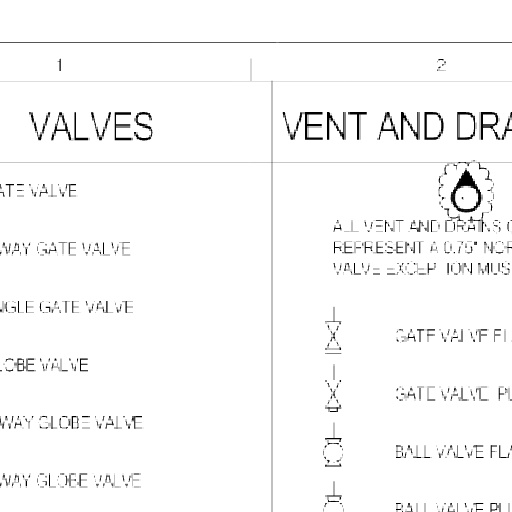 1
2
VALVES
VENT AND DRA
ATE VALVE
WAY GATE VALVE
NGLE GATE VALVE
LOBE VALVE
WAY GLOBE VALVE
WAY GLOBE VALVE
ALL VENT AND DRAINS
REPRESENT A 0.75" NOR
VALVE EXCEPTION MUS
GATE VALVE FL
GATE VALVE PL
BALL VALVE FLA
BALL VALVE PLU